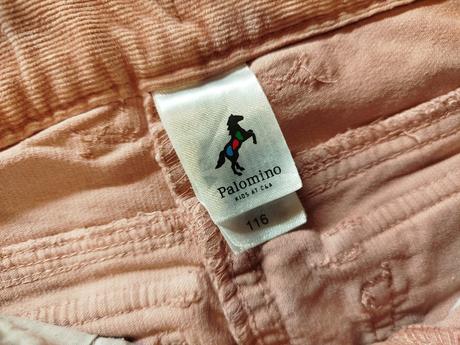 Palomino
KIDS AT C&A
116